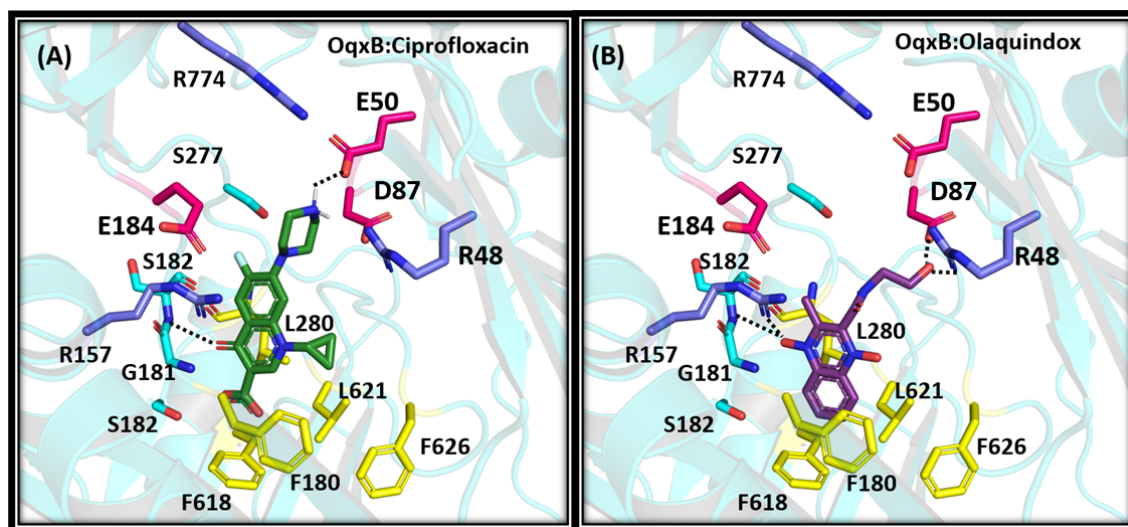 (A)
OqxB:Ciprofloxacin
R774
E50
S277
D87
E184
R48
S182
L280
R157
G181
L621
S182
F626
F180
F618
(B)
OqxB:Olaquindox
R774
E50
S277
D87
E184
R48
S182
L280
R157
G181
L621
S182
F626
F180
F618